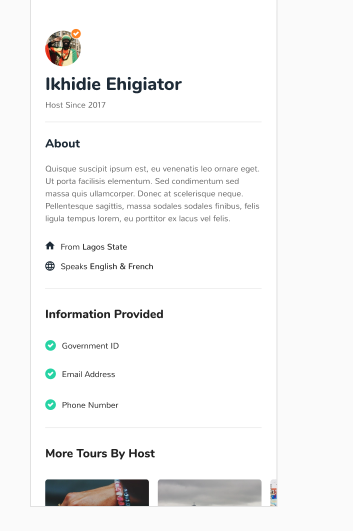 Ikhidie Ehigiator
Host Since 2017
About
Quisque suscipit ipsum est, eu venenatis leo ornare eget.
Ut porta facilisis elementum. Sed condimentum sed
massa quis ullamcorper. Donec at scelerisque neque.
Pellentesque sagittis, massa sodales sodales finibus, felis
ligula tempus lorem, eu porttitor ex lacus vel felis.
From Lagos State
Speaks English & French
Information Provided
Government ID
Email Address
Phone Number
More Tours By Host